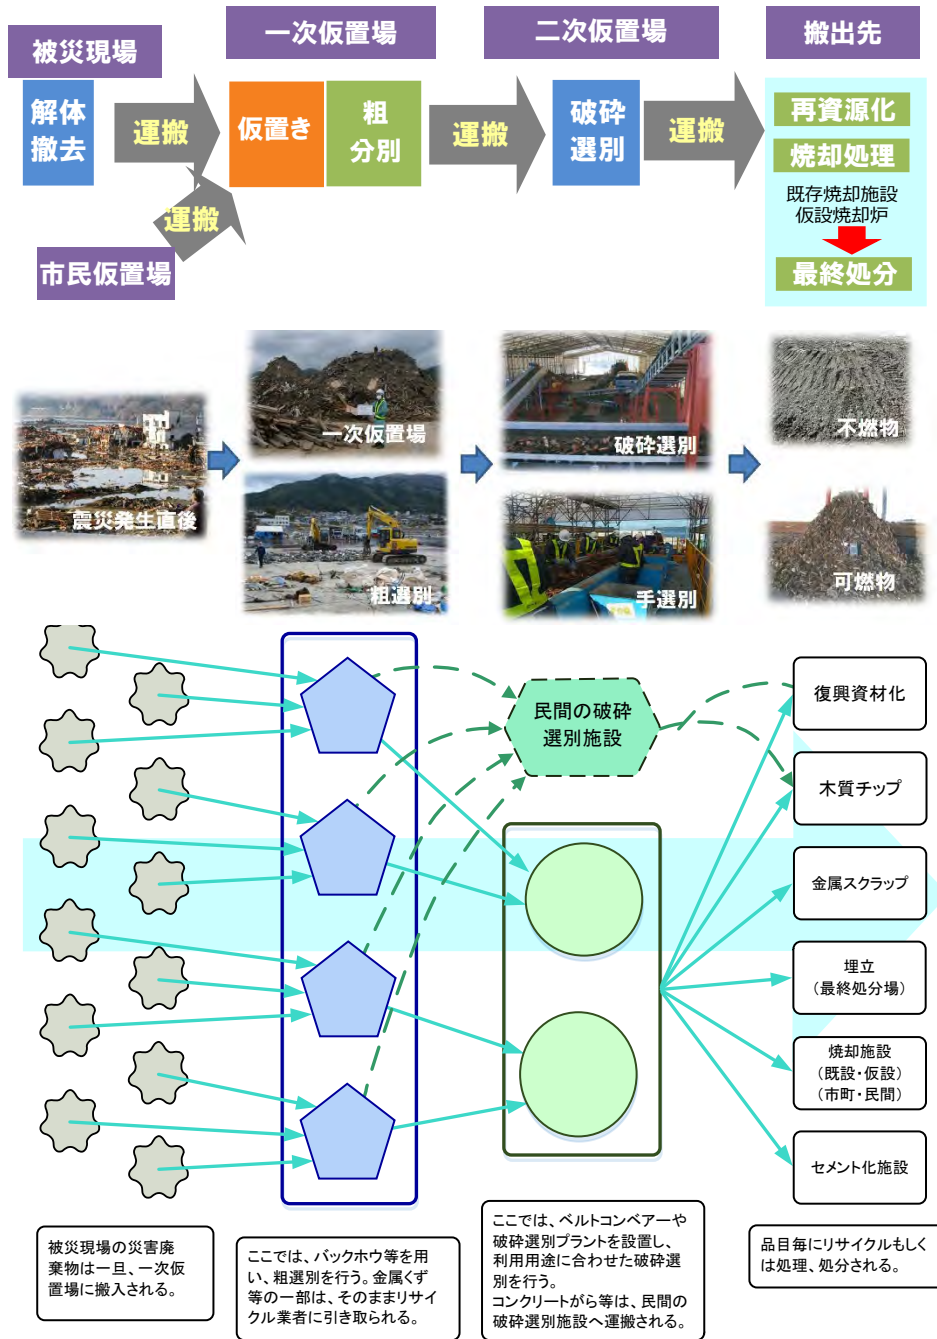 被災現場
一次仮置場
二次仮置場
搬出先
解体
撤去
運搬
仮置き
粗
分別
運搬
破砕
選別
運搬
再資源化
焼却処理
既存焼却施設
仮設焼却炉
最終処分
運搬
市民仮置場
震災発生直後
一次仮置場
粗選別
破砕選別
手選別
不燃物
可燃物
民間の破砕
選別施設
復興資材化
木質チップ
金属スクラップ
埋立
（最終処分場）
焼却施設
（既設・仮設）
（市町・民間）
セメント化施設
被災現場の災害廃
棄物は一旦、一次仮
置場に搬入される。
ここでは、バックホウ等を用
い、粗選別を行う。金属くず
等の一部は、そのままリサイ
クル業者に引き取られる。
ここでは、ベルトコンベアーや
破砕選別プラントを設置し、
利用用途に合わせた破砕選
別を行う。
コンクリートがら等は、民間の
破砕選別施設へ運搬される。
品目毎にリサイクルもしく
は処理、処分される。